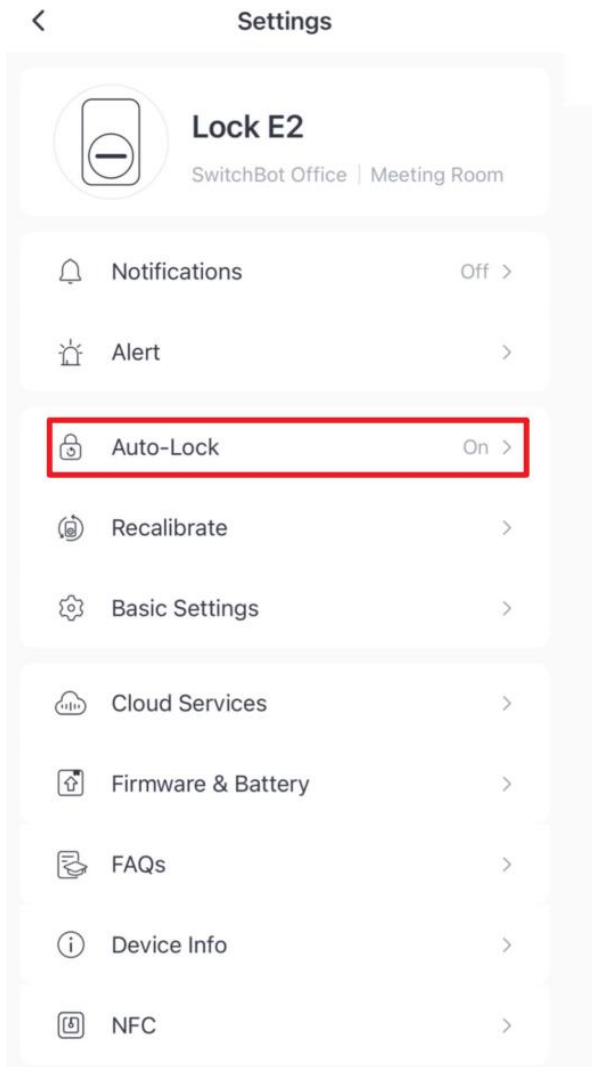 Settings
Lock E2
SwitchBot Office | Meeting Room
Notifications Off
Alert
Auto-Lock On
Recalibrate
Basic Settings
Cloud Services
Firmware & Battery
FAQs
Device Info
NFC